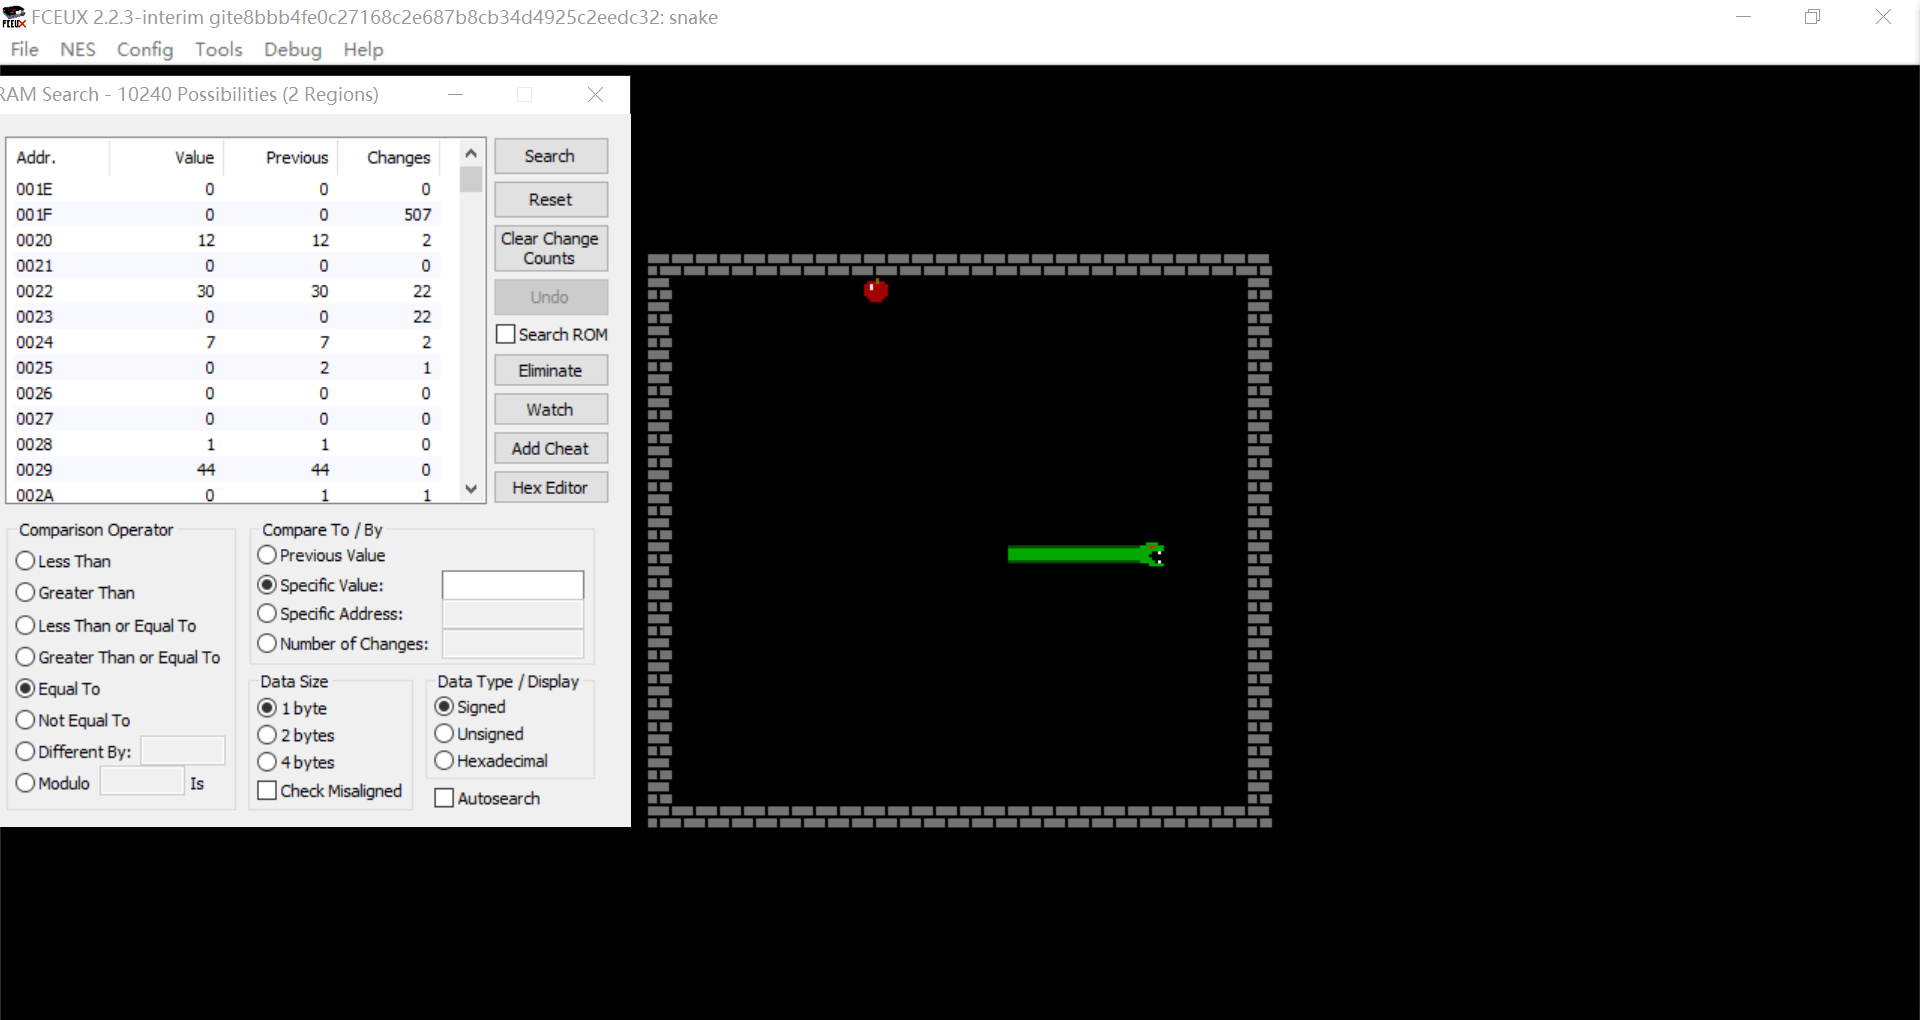 FCEUX 2.2.3-interim gite8bbb4fe0c27168c2e687b8cb34d4925c2eedc32: snake
File NES Config Tools Debug Help
RAM Search - 10240 Possibilities (2 Regions)
Addr. Value Previous Changes
001E 0 0 0
001F 0 0 507
0020 12 12 2
0021 0 0 0
0022 30 30 22
0023 0 0 22
0024 7 7 2
0025 0 2 1
0026 0 0 0
0027 0 0 0
0028 1 1 0
0029 44 44 0
002A 0 1 1
Search
Reset
Clear Change
Counts
Undo
Search ROM
Eliminate
Watch
Add Cheat
Hex Editor
Comparison Operator
Less Than
Greater Than
Less Than or Equal To
Greater Than or Equal To
Equal To
Not Equal To
Different By:
Modulo Is
Compare To / By
Previous Value
Specific Value:
Specific Address:
Number of Changes:
Data Size
1 byte
2 bytes
4 bytes
Check Misaligned
Data Type / Display
Signed
Unsigned
Hexadecimal
Autosearch